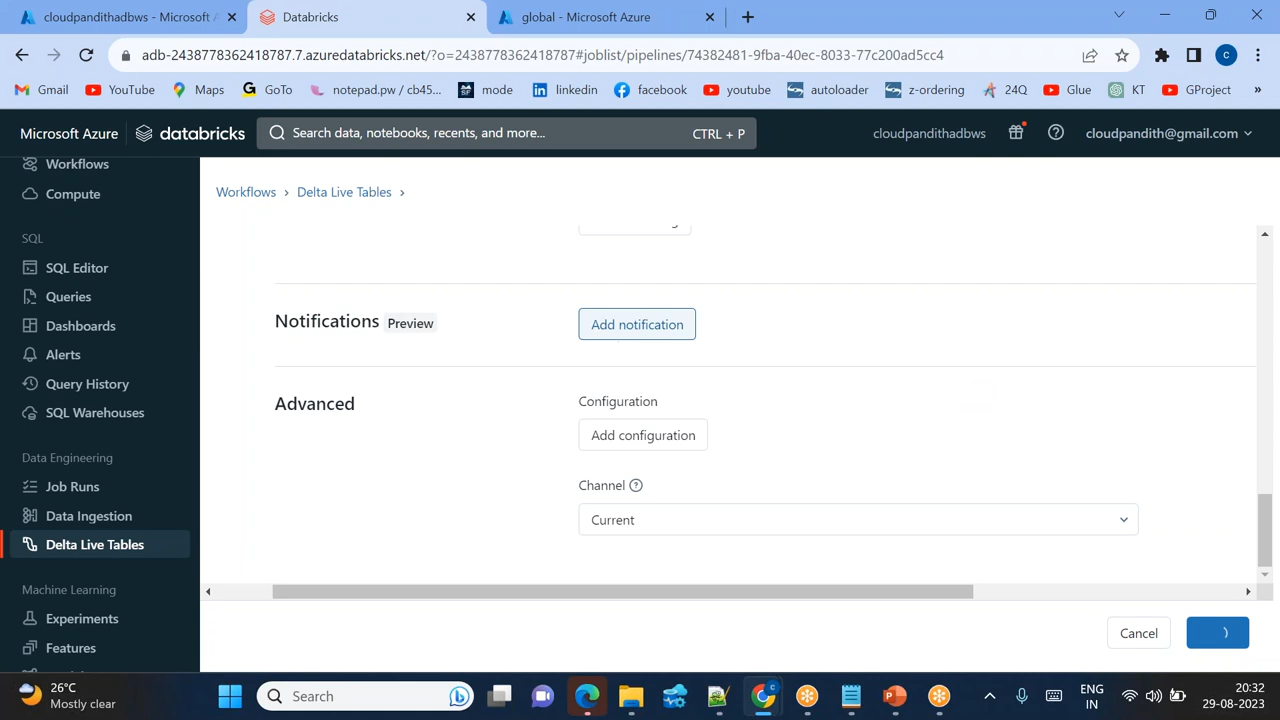 cloudpandithadbws - Microsoft A
Databricks
global - Microsoft Azure
adb-2438778362418787.7.azuredatabricks.net/?o=2438778362418787#joblist/pipelines/74382481-9fba-40ec-8033-77c200ad5cc4
Gmail
YouTube
Maps
GoTo
notepad.pw / cb45...
mode
linkedin
facebook
youtube
autoloader
z-ordering
24Q
Glue
KT
GProject
»
Microsoft Azure
databricks
Search data, notebooks, recents, and more...
CTRL + P
cloudpandithadbws
cloudpandith@gmail.com
Workflows
Compute
SQL
SQL Editor
Queries
Dashboards
Alerts
Query History
SQL Warehouses
Data Engineering
Job Runs
Data Ingestion
Delta Live Tables
Machine Learning
Experiments
Features
Workflows > Delta Live Tables >
Notifications Preview
Add notification
Advanced
Configuration
Add configuration
Channel
Current
Cancel
26°C
Mostly clear
Search
ENG
IN
20:32
29-08-2023